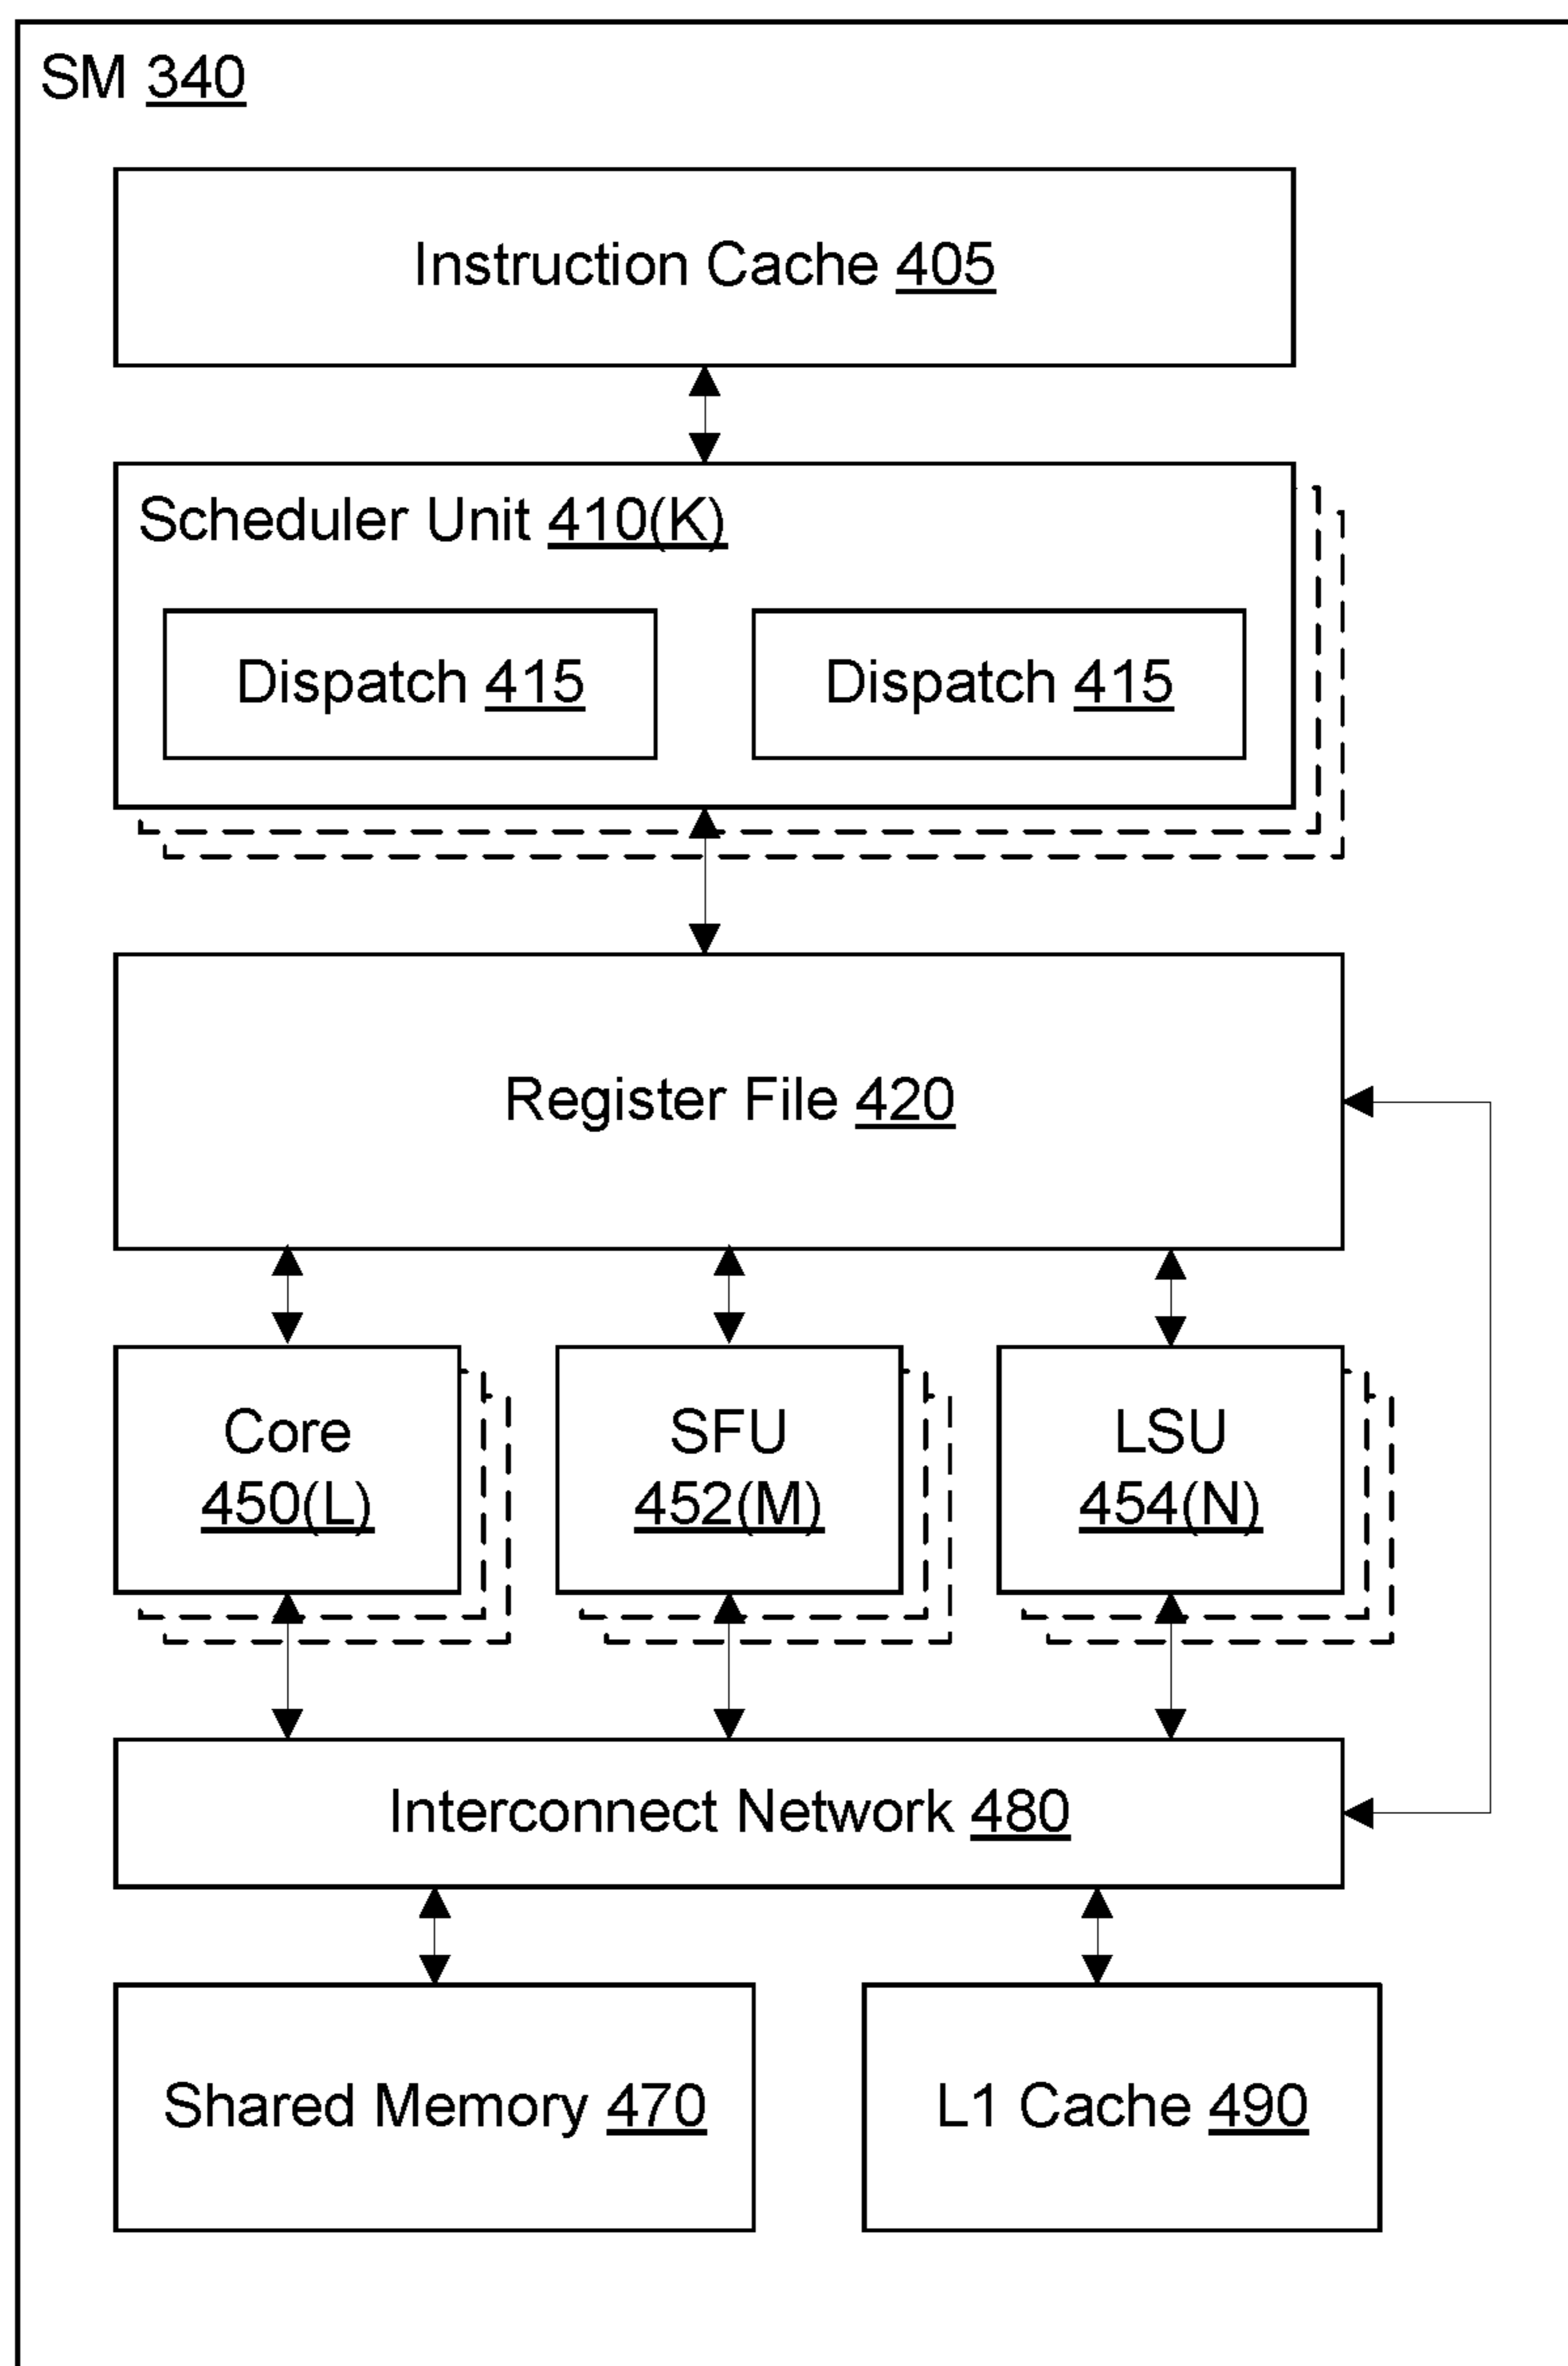 SM 340
Instruction Cache 405
Scheduler Unit 410(K)
Dispatch 415
Dispatch 415
Register File 420
Core
450(L)
SFU
452(M)
LSU
454(N)
Interconnect Network 480
Shared Memory 470
L1 Cache 490